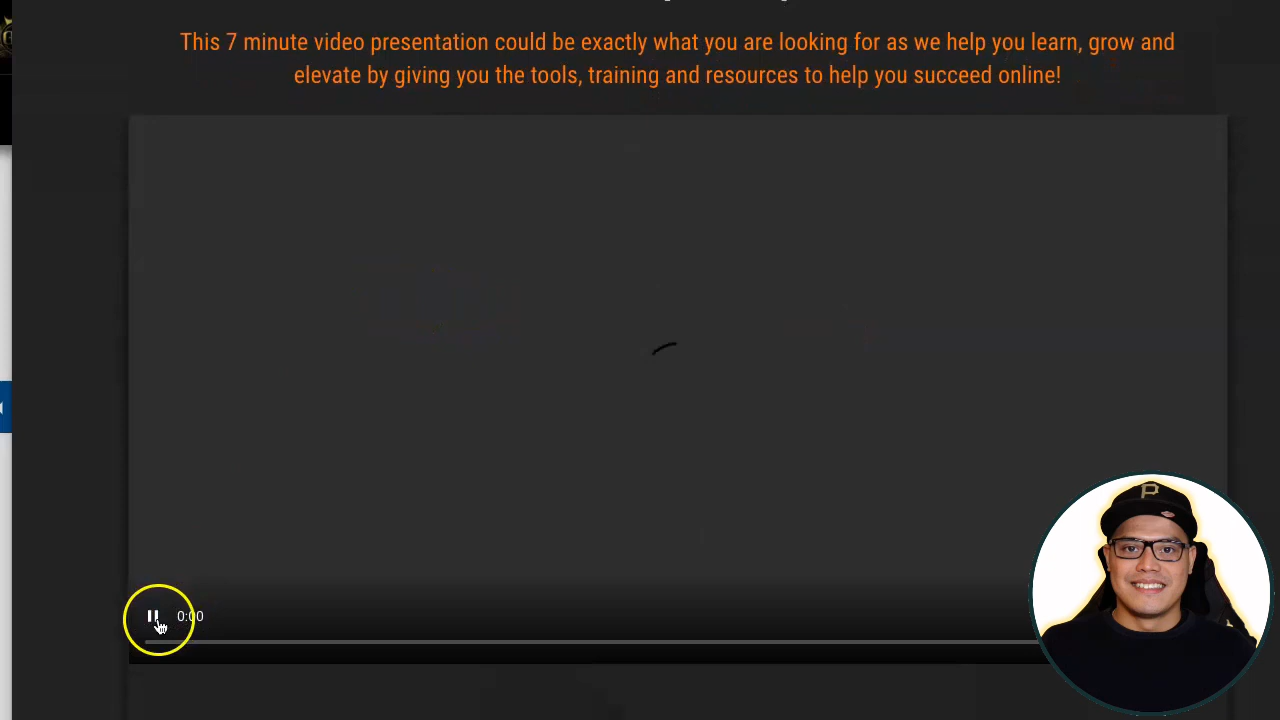 This 7 minute video presentation could be exactly what you are looking for as we help you learn, grow and
elevate by giving you the tools, training and resources to help you succeed online!
0:00
P